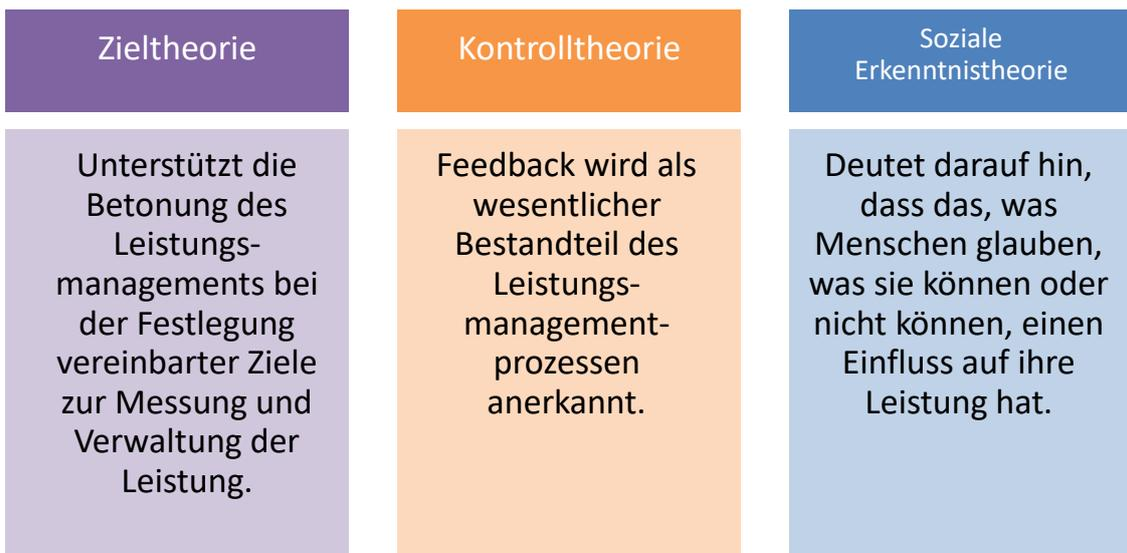 Zieltheorie
Unterstützt die
Betonung des
Leistungs-
managements bei
der Festlegung
vereinbarter Ziele
zur Messung und
Verwaltung der
Leistung.
Kontrolltheorie
Feedback wird als
wesentlicher
Bestandteil des
Leistungs-
management-
prozessen
anerkannt.
Soziale
Erkenntnistheorie
Deutet darauf hin,
dass das, was
Menschen glauben,
was sie können oder
nicht können, einen
Einfluss auf ihre
Leistung hat.